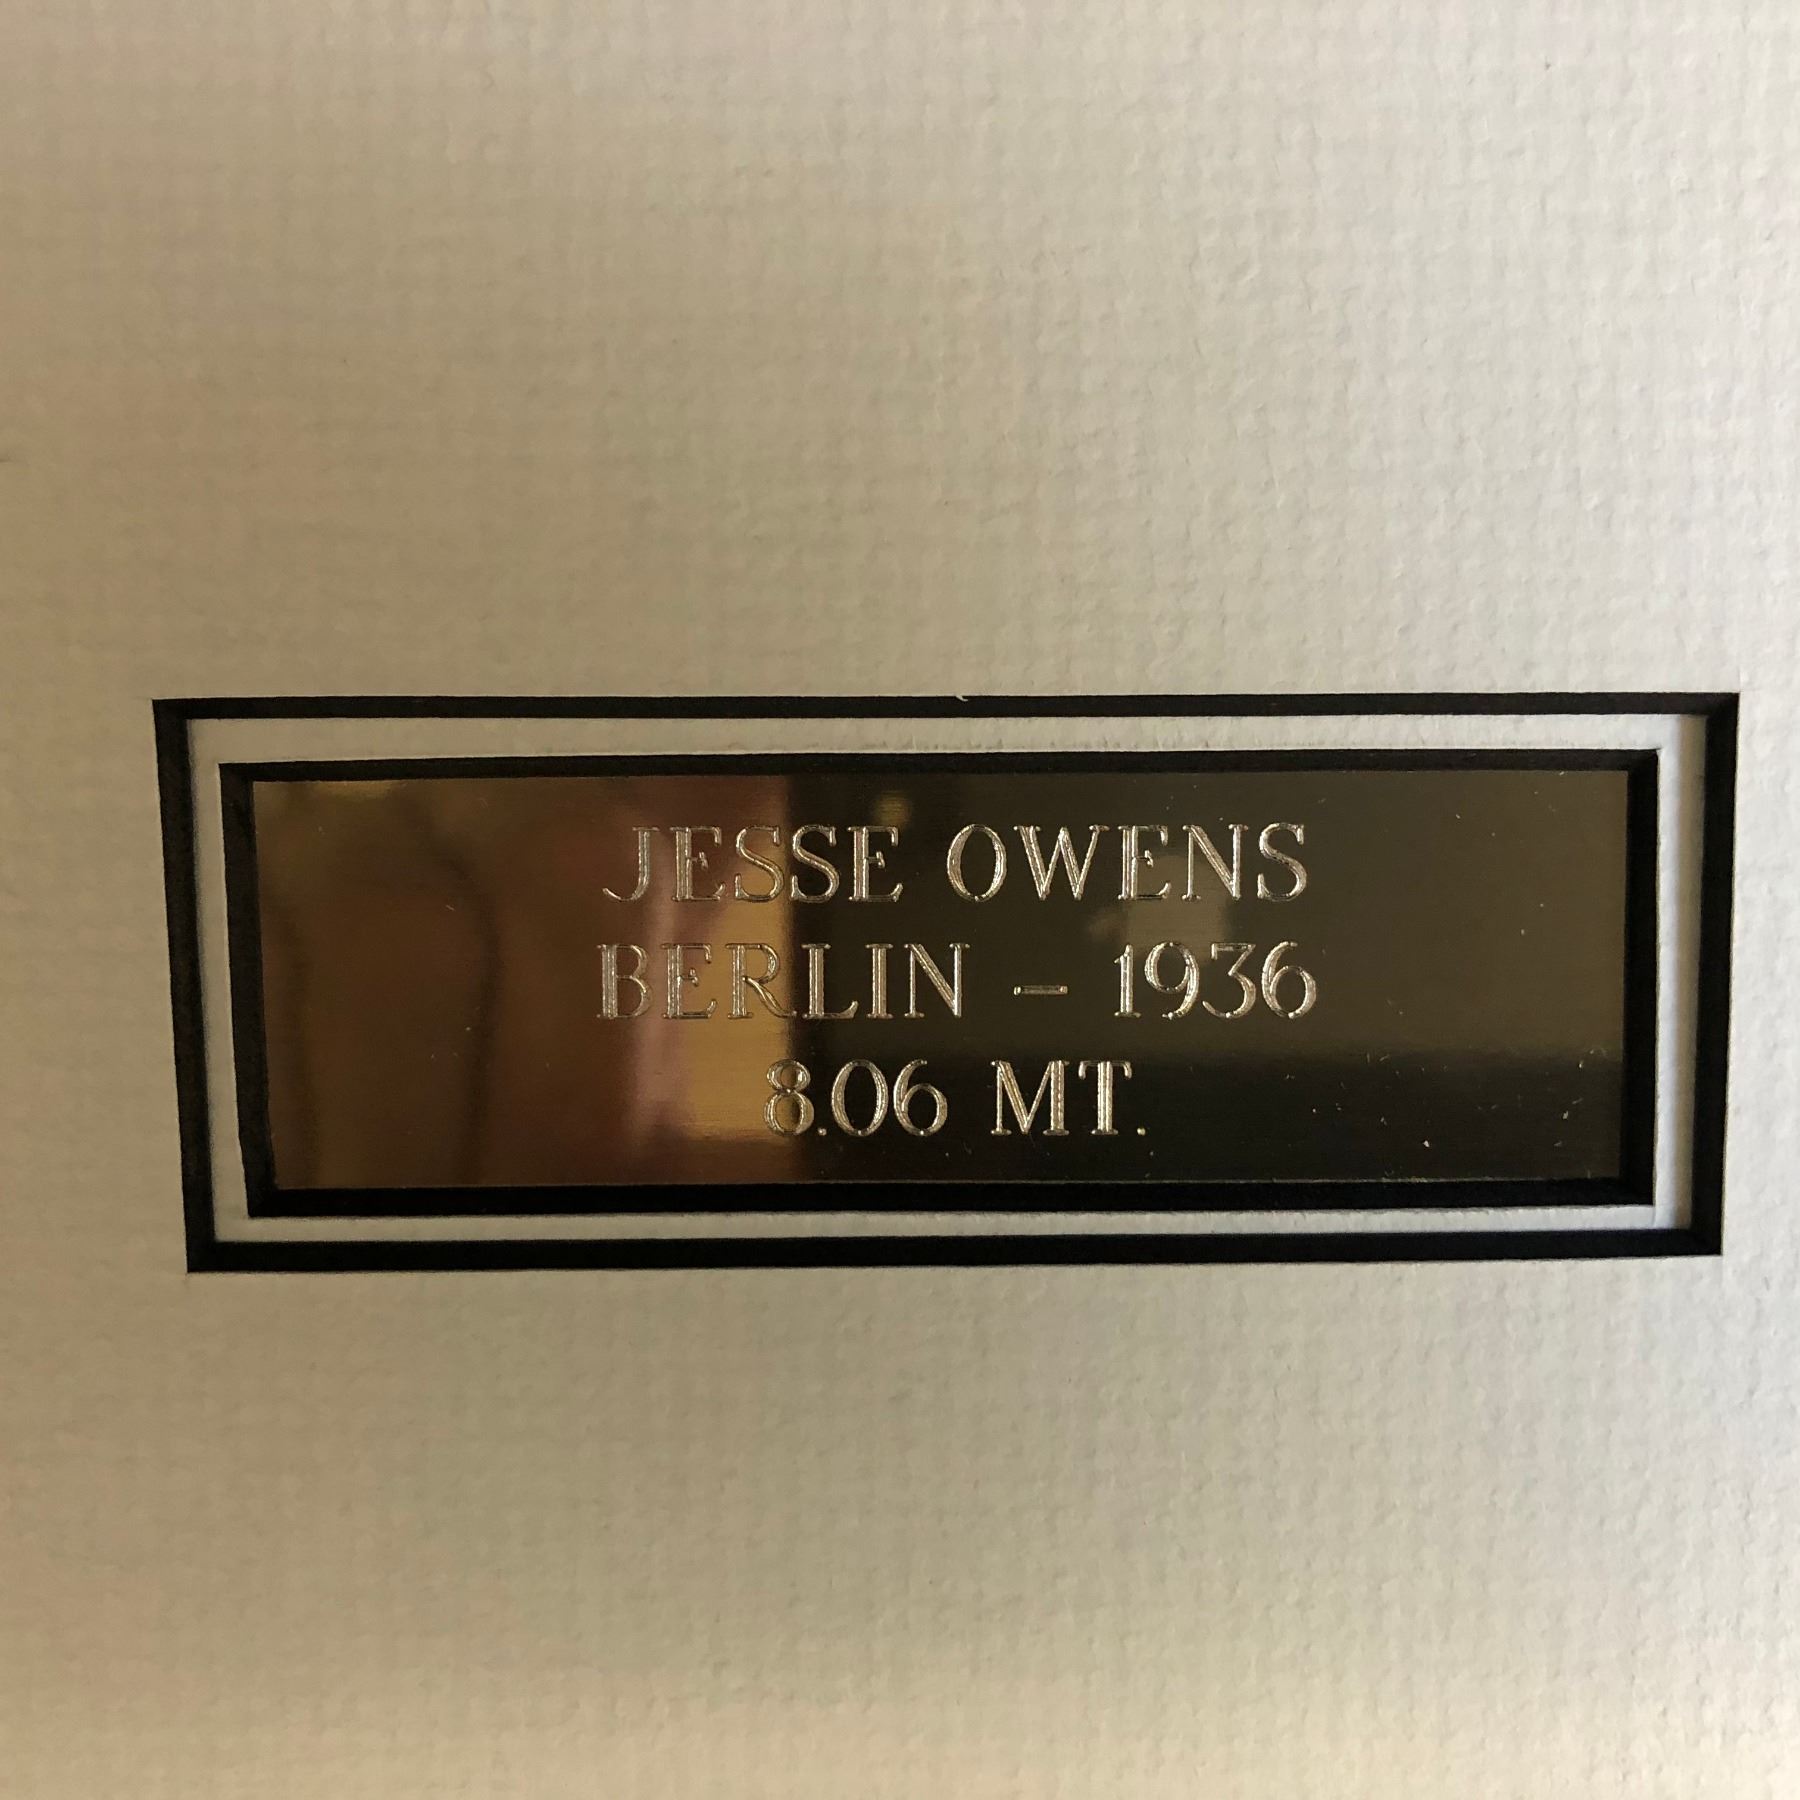 JESSE OWENS
BERLIN – 1936
8.06 MT.